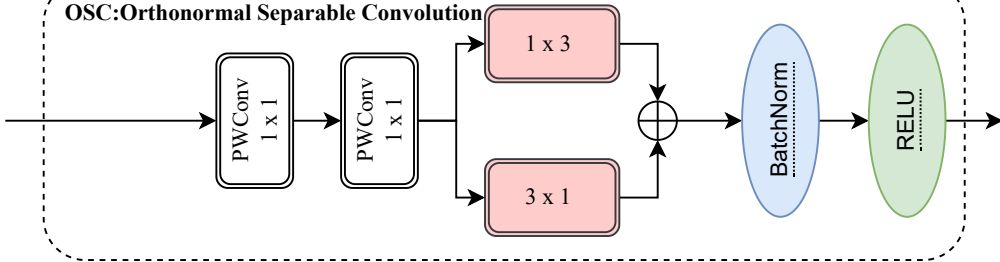 OSC:Orthonormal Separable Convolution
PWConv
1 x 1
PWConv
1 x 1
1 x 3
3 x 1
BatchNorm
RELU